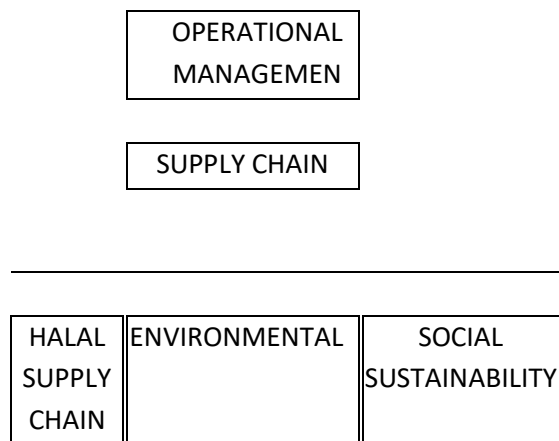 OPERATIONAL
MANAGEMEN
SUPPLY CHAIN
HALAL
SUPPLY
CHAIN
ENVIRONMENTAL
SOCIAL
SUSTAINABILITY